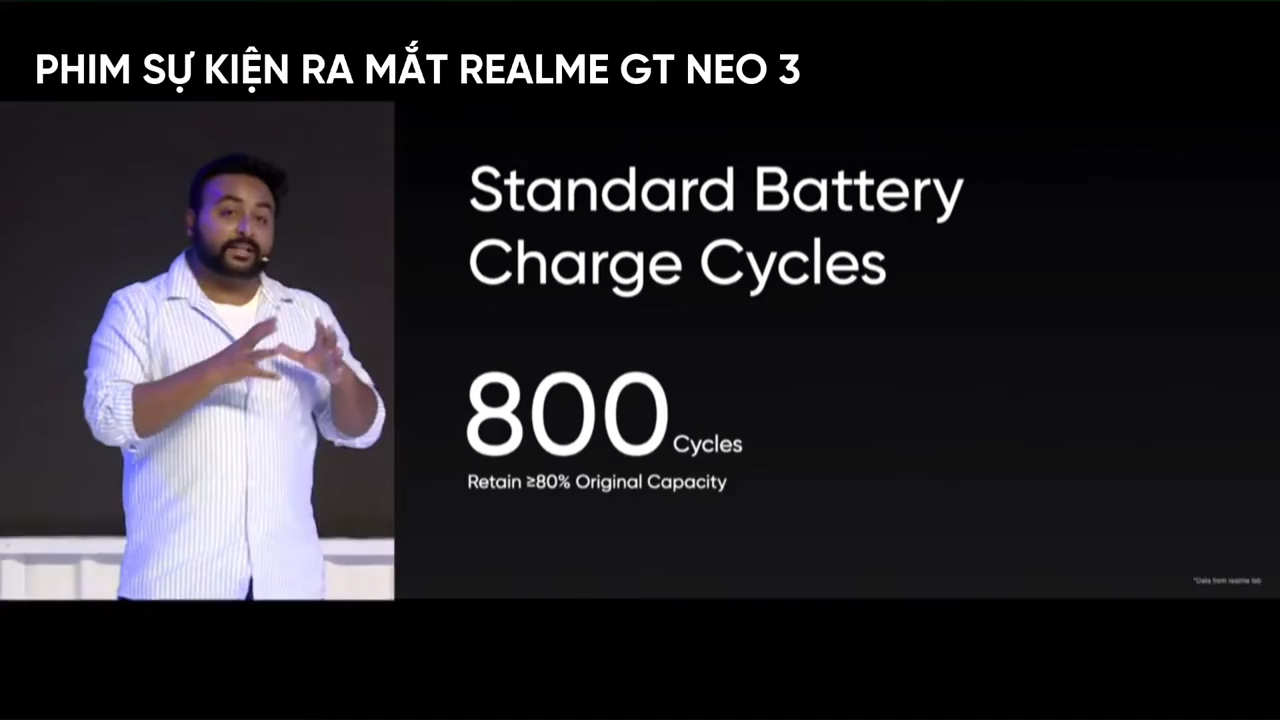 PHIM SỰ KIỆN RA MẮT REALME GT NEO 3
Standard Battery
Charge Cycles
800 Cycles
Retain ≥80% Original Capacity
*Data from realme lab